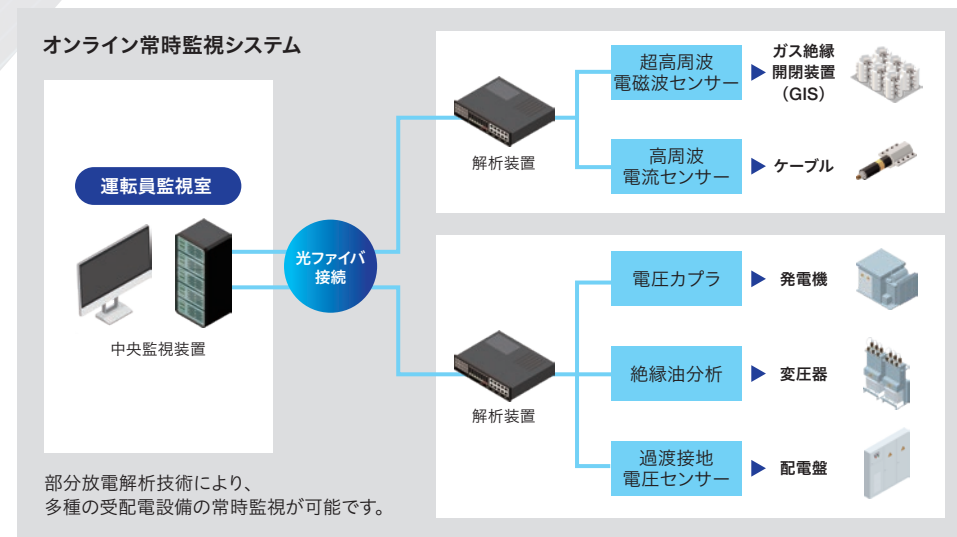 オンライン常時監視システム
運転員監視室
中央監視装置
光ファイバ
接続
解析装置
超高周波
電磁波センサー
ガス絶縁
開閉装置
（GIS）
高周波
電流センサー
ケーブル
解析装置
電圧カプラ
発電機
絶縁油分析
変圧器
過渡接地
電圧センサー
配電盤
部分放電解析技術により、
多種の受配電設備の常時監視が可能です。